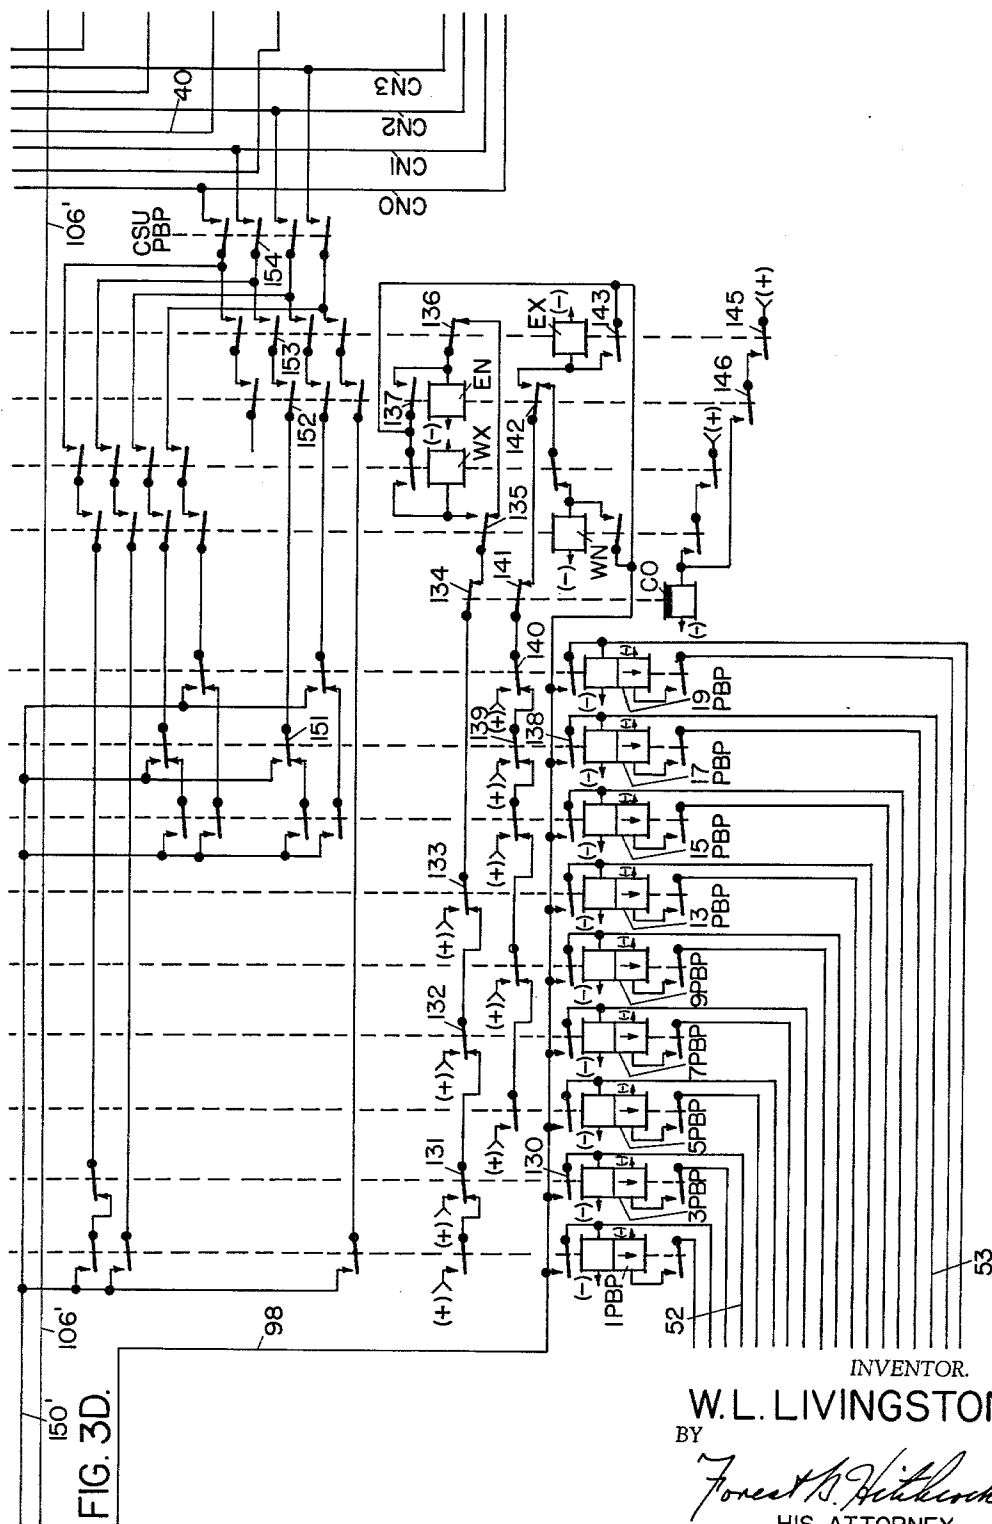 FIG. 3D.
150'
106'
98
106'
CSU
PBP
40
CN3
CN2
CN1
CN0
154
153
152
151
136
137
(-)
EN
WX
135
134
EX
(-)
143
142
141
WN
(-)
CO
(-)
145
(+)
146
(+)
140
139
138
(+)
(+)
(+)
133
(+)
(+)
132
(+)
(+)
131
(+)
(+)
130
(-)
19
PBP
(-)
17
PBP
(-)
15
PBP
(-)
13
PBP
(-)
9PBP
(-)
7PBP
(-)
5PBP
(-)
3PBP
(-)
1PBP
52
53
INVENTOR.
W.L. LIVINGSTON
BY
Forest B. Hitchcock
HIS ATTORNEY